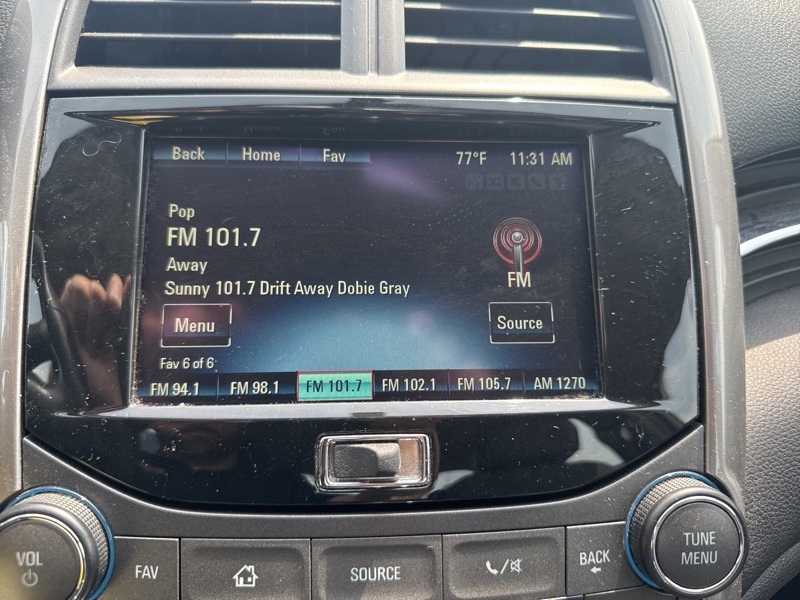 Back Home Fav 77°F 11:31 AM
Pop
FM 101.7
Away
Sunny 101.7 Drift Away Dobie Gray
FM
Menu Source
Fav 6 of 6
FM 94.1 FM 98.1 FM 101.7 FM 102.1 FM 105.7 AM 1270
VOL FAV SOURCE BACK TUNE
MENU